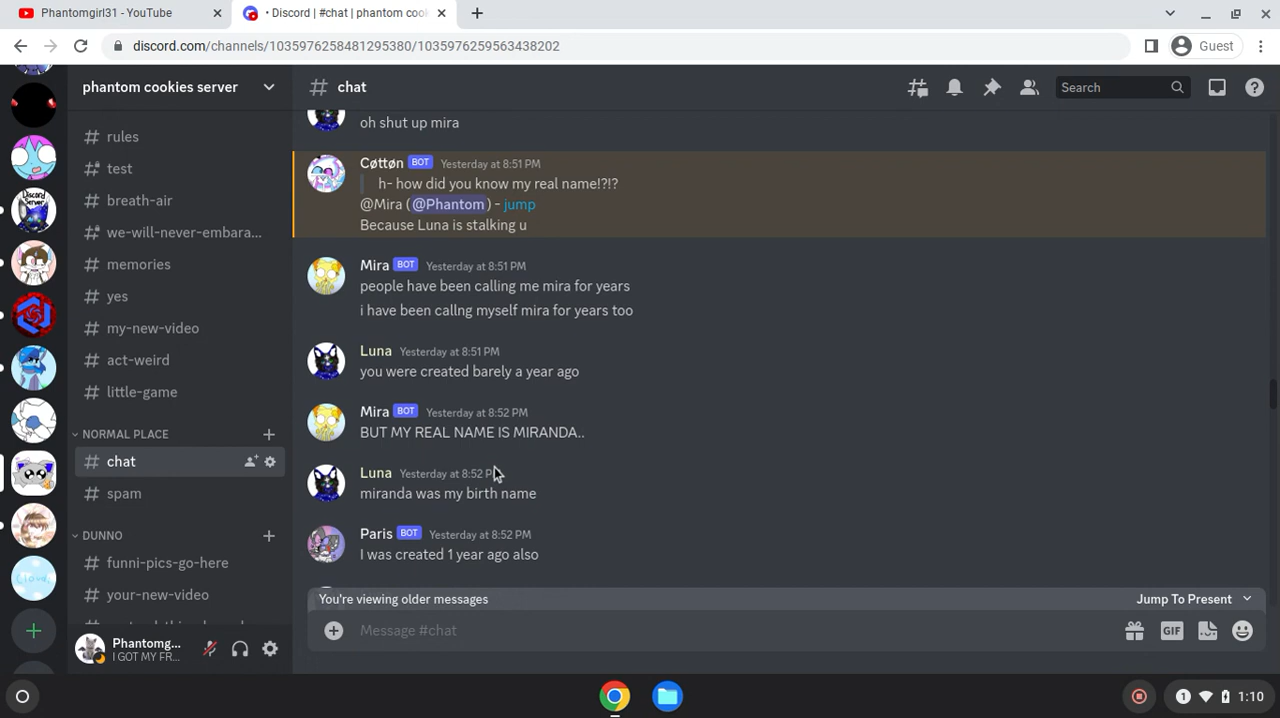 Phantomgirl31 - YouTube
• Discord | #chat | phantom coo
discord.com/channels/1035976258481295380/1035976259563438202
Guest
phantom cookies server
# chat
Search
# rules
# test
# breath-air
# we-will-never-embara...
# memories
# yes
# my-new-video
# act-weird
# little-game
NORMAL PLACE
# chat
# spam
DUNNO
# funni-pics-go-here
# your-new-video
Phantomg...
I GOT MY FR...
oh shut up mira
Cøttøn BOT Yesterday at 8:51 PM
h- how did you know my real name!?!?
@Mira (@Phantom) - jump
Because Luna is stalking u
Mira BOT Yesterday at 8:51 PM
people have been calling me mira for years
i have been callng myself mira for years too
Luna Yesterday at 8:51 PM
you were created barely a year ago
Mira BOT Yesterday at 8:52 PM
BUT MY REAL NAME IS MIRANDA..
Luna Yesterday at 8:52 PM
miranda was my birth name
Paris BOT Yesterday at 8:52 PM
I was created 1 year ago also
You're viewing older messages
Jump To Present
Message #chat
GIF
1
1:10